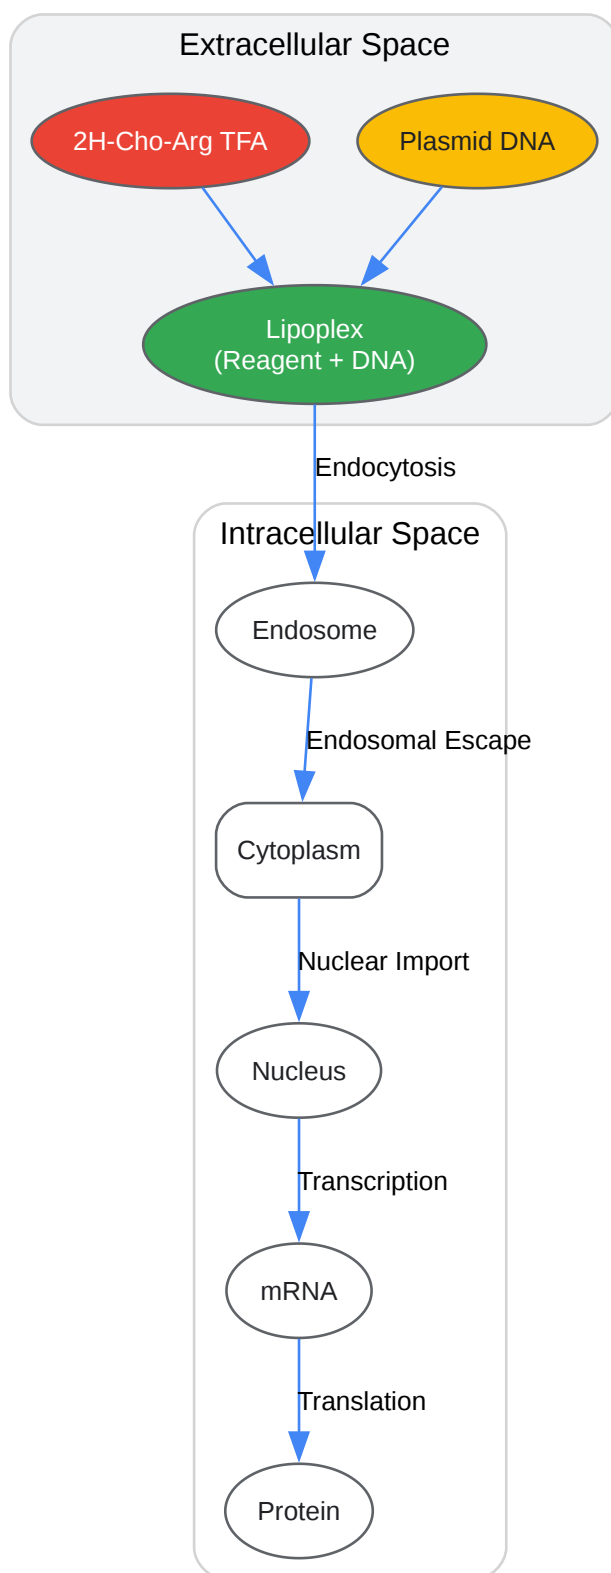 Extracellular Space
2H-Cho-Arg TFA
Plasmid DNA
Lipoplex
(Reagent + DNA)
Endocytosis
Intracellular Space
Endosome
Endosomal Escape
Cytoplasm
Nuclear Import
Nucleus
Transcription
mRNA
Translation
Protein